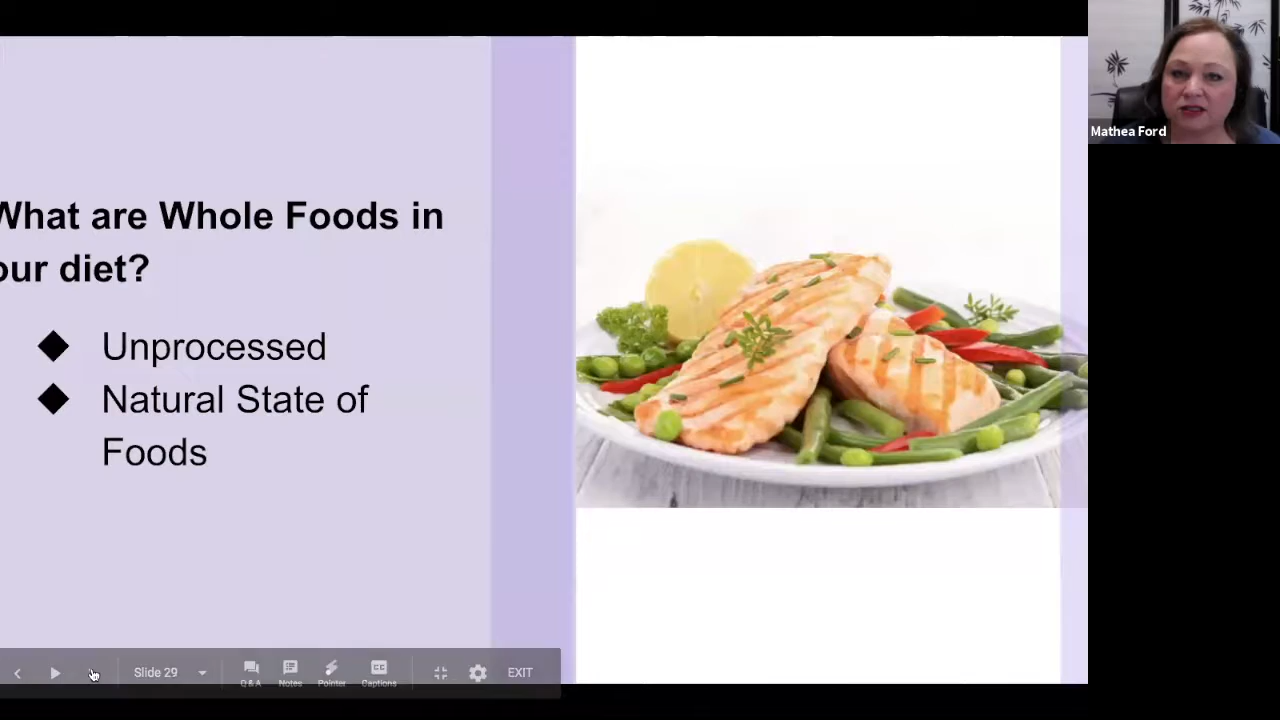 What are Whole Foods in
our diet?
◆ Unprocessed
◆ Natural State of
Foods
Mathea Ford
Slide 29
Q & A
Notes
Pointer
Captions
EXIT